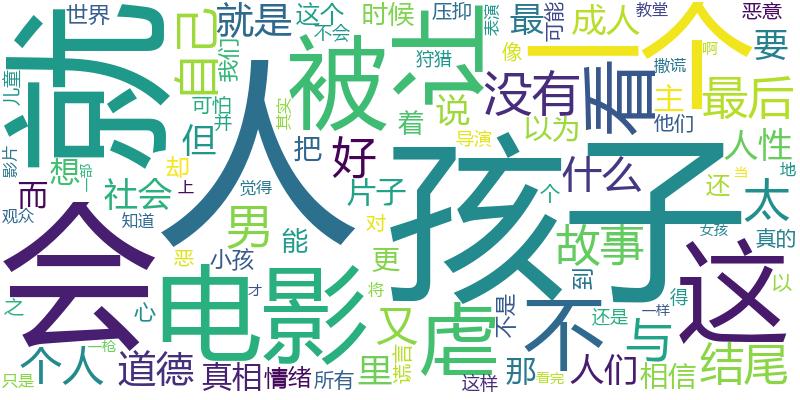 世界
就是
这个
时候
压抑
表演
最
可能
成人
教堂
恶意
就
自己
我们
不会
让
一个
儿童
可怕
并
其实
人
被
狩猎
像
没有
看
撒谎
啊
主
要
最后
影片
想
但
把
好
着
说
导演
以为
他们
人性
而
一
社会
却
上
觉得
片子
孩子
个
什么
还
当
地
太
观众
知道
男
能
对
更
故事
女孩
真的
会
恶
小孩
才
到
这
以
之
心
电影
将
又
虐
不是
不
还是
一样
得
与
个人
一枪
道德
真相
情绪
所有
里
谎言
这样
那
看完
人们
相信
结尾
只是